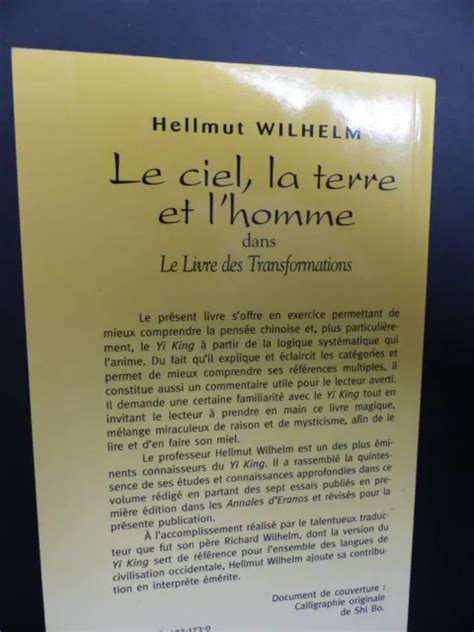 Hellmut WILHELM
Le ciel, la terre
et l'homme
dans
Le Livre des Transformations
Le présent livre s'offre en exercice permettant de
mieux comprendre la pensée chinoise et, plus particulière-
ment, le Yi King à partir de la logique systématique qui
l'anime. Du fait qu'il explique et éclaircit les catégories et
permet de mieux comprendre ses références multiples, il
constitue aussi un commentaire utile pour le lecteur averti.
Il demande une certaine familiarité avec le Yi King tout en
invitant le lecteur à prendre en main ce livre magique,
mélange miraculeux de raison et de mysticisme, afin de le
lire et d'en faire son miel.
Le professeur Hellmut Wilhelm est un des plus émi-
nents connaisseurs du Yi King. Il a rassemblé la quintes-
sence de ses études et connaissances approfondies dans ce
volume rédigé en partant des sept essais publiés en pre-
mière édition dans les Annales d'Eranos et révisés pour la
présente publication.
À l'accomplissement réalisé par le talentueux traduc-
teur que fut son père Richard Wilhelm, dont la version du
Yi King sert de référence pour l'ensemble des langues de
civilisation occidentale, Hellmut Wilhelm ajoute sa contribu-
tion en interprète émérite.
Document de couverture :
Calligraphie originale
de Shi Bo.